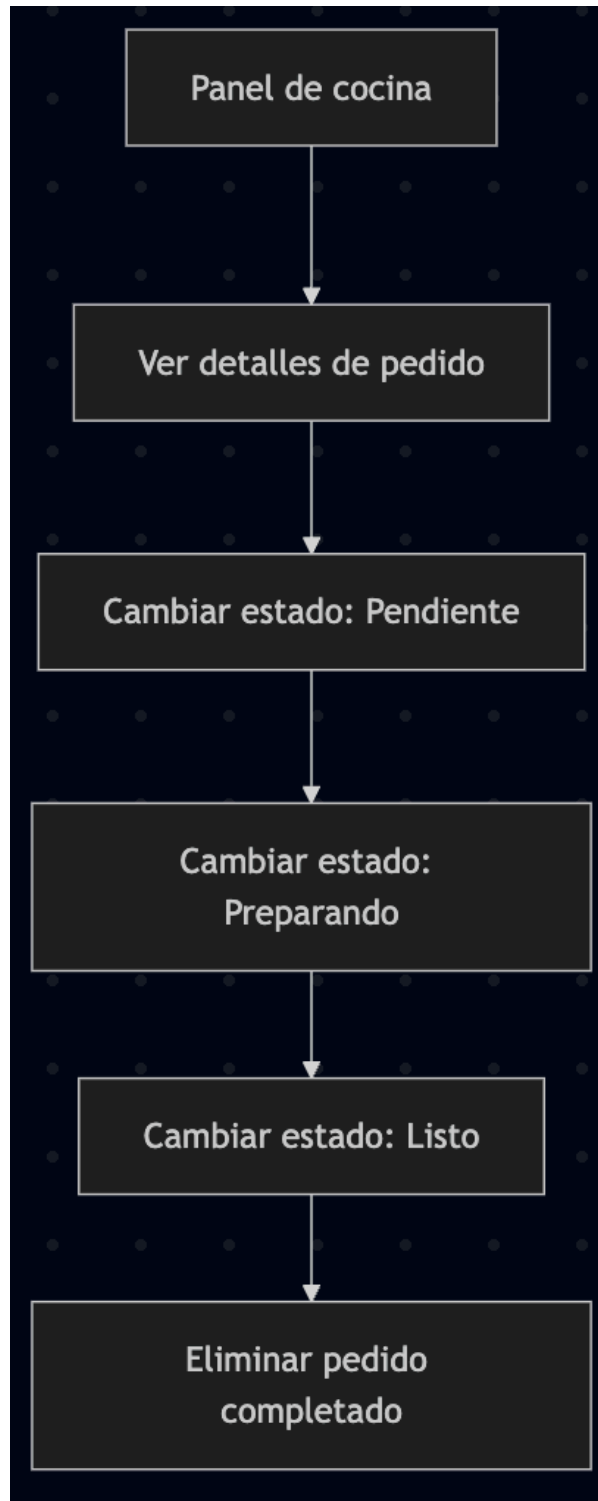 Panel de cocina
Ver detalles de pedido
Cambiar estado: Pendiente
Cambiar estado:
Preparando
Cambiar estado: Listo
Eliminar pedido
completado